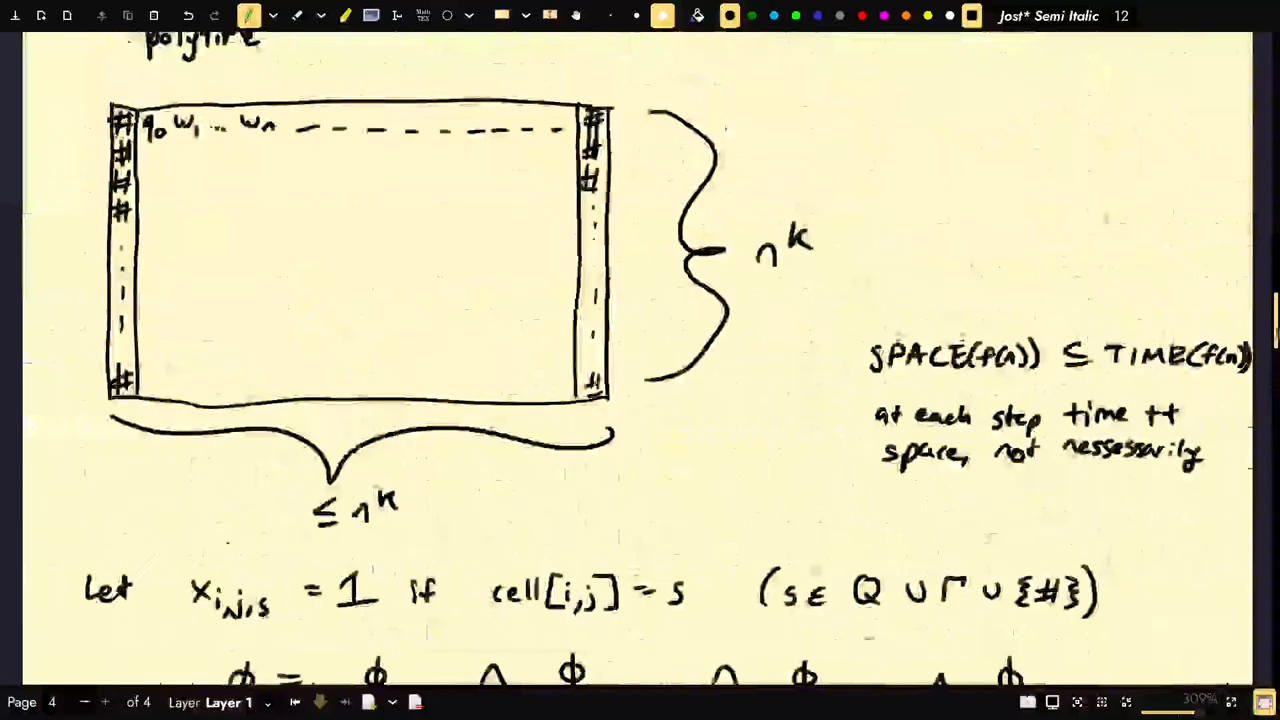 Jost* Semi Italic 12
polytime
# q₀ w₁ .. wₙ - - - - - - - - #
# #
# #
#
n^k
# #
SPACE(f(n)) ≤ TIME(f(n))
at each step time ++
space, not nessessarily
≤ n^k
Let x_{i,j,s} = 1 if cell[i,j] = s (s ε Q ∪ Γ ∪ {#})
ϕ = ϕ ∧ ϕ ∧ ϕ ∧ ϕ
Page 4 of 4 Layer Layer 1 309%